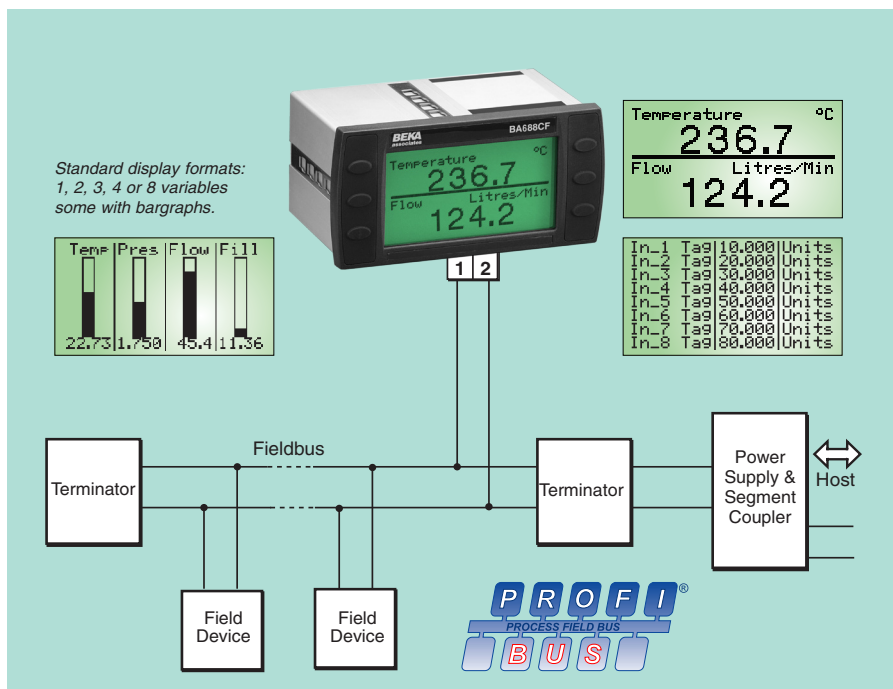 BEKA
associates
BA688CF
Temperature °C
236.7
Flow Litres/Min
124.2
Temperature °C
236.7
Flow Litres/Min
124.2
Standard display formats:
1, 2, 3, 4 or 8 variables
some with bargraphs.
Temp Pres Flow Fill
22.73 1.750 45.4 11.36
In_1 Tag 10.000 Units
In_2 Tag 20.000 Units
In_3 Tag 30.000 Units
In_4 Tag 40.000 Units
In_5 Tag 50.000 Units
In_6 Tag 60.000 Units
In_7 Tag 70.000 Units
In_8 Tag 80.000 Units
1 2
Fieldbus
Terminator
Terminator
Power
Supply &
Segment
Coupler
Host
Field
Device
Field
Device
PROFI®
PROCESS FIELD BUS
BUS